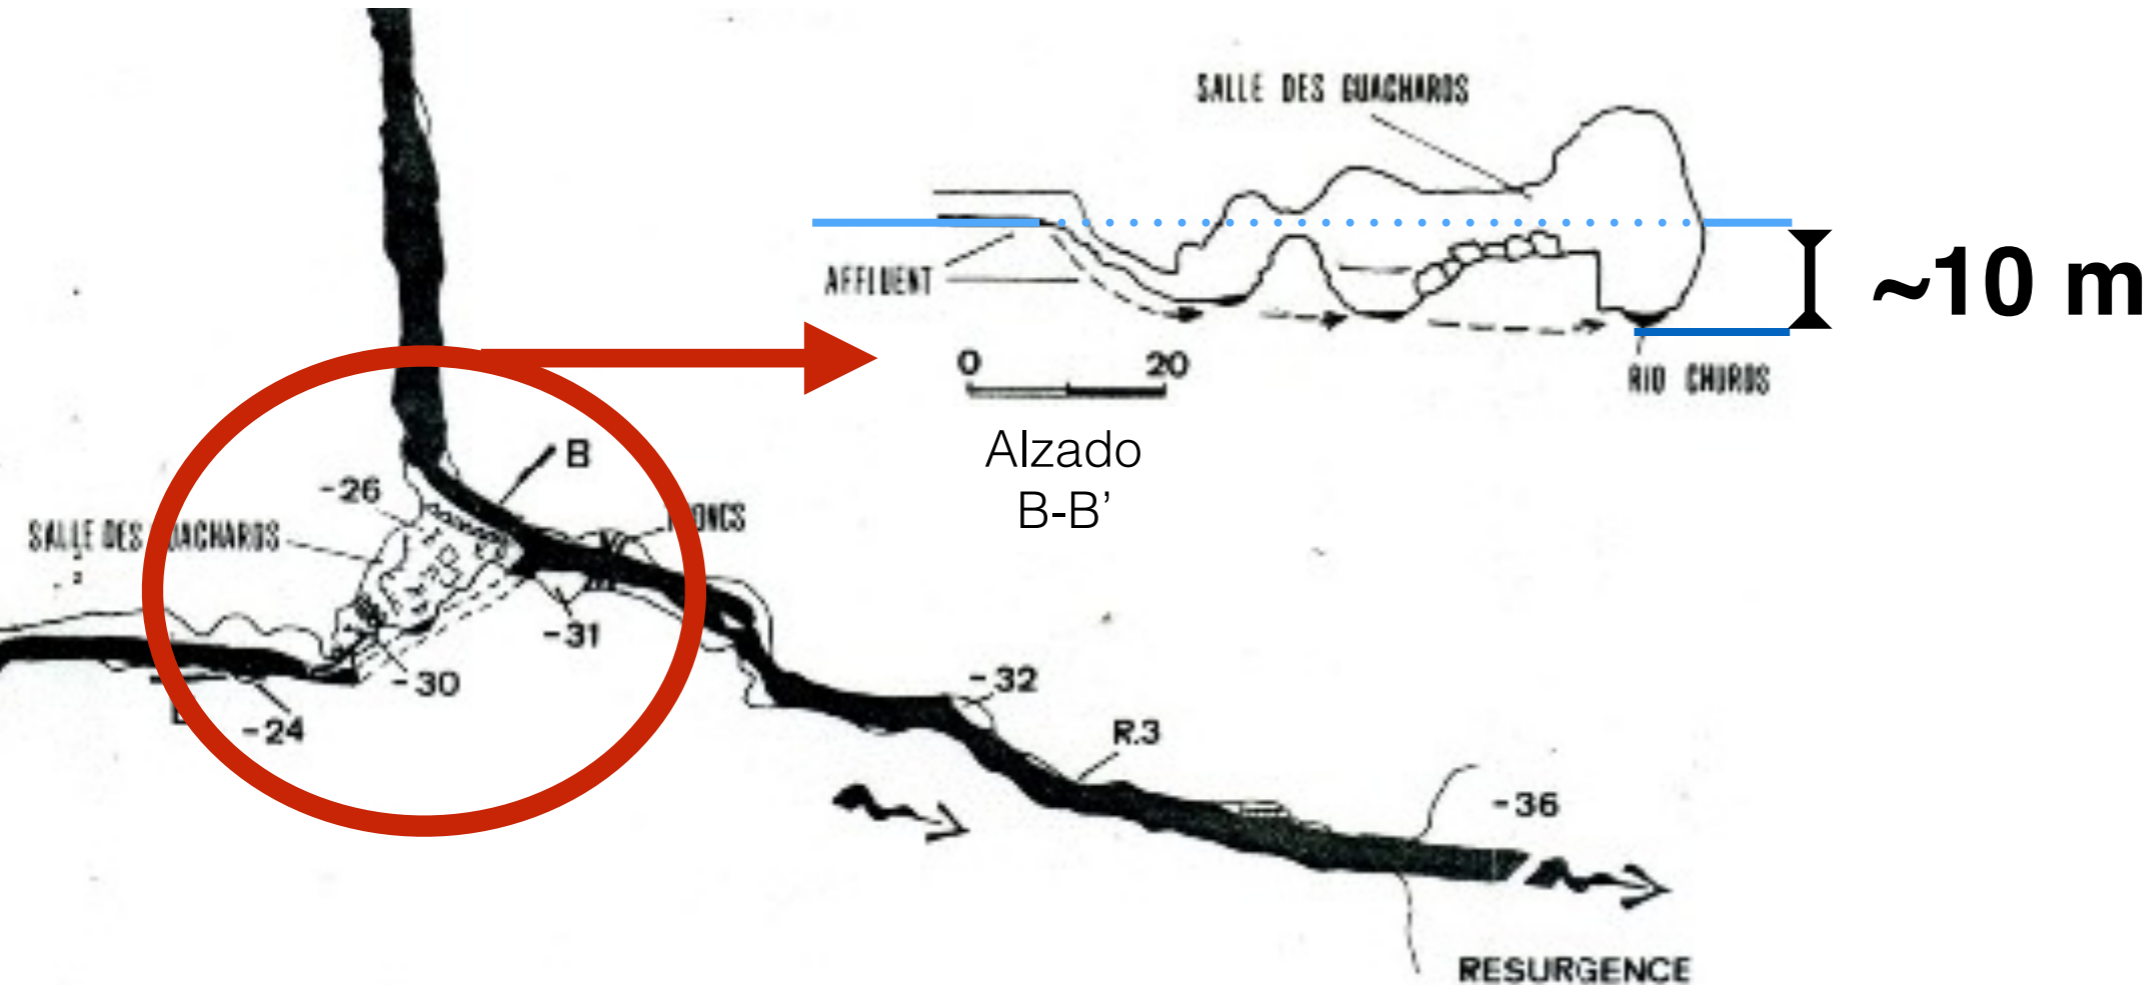 SALLE DES GUACHAROS
AFFLUENT
~10 m
0 20
RIO CHUROS
Alzado
B-B’
B
-26
SALLE DES
-31
-30
-24
-32
R.3
-36
RESURGENCE